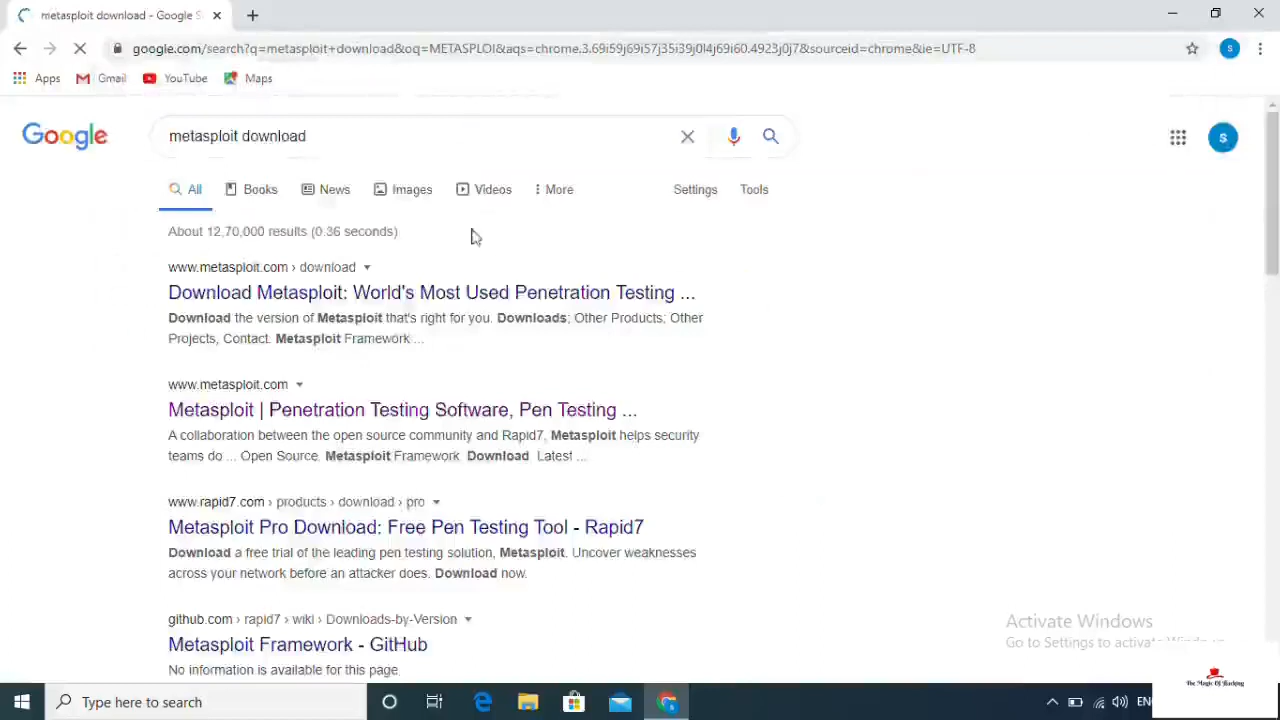 metasploit download - Google S
google.com/search?q=metasploit+download&oq=METASPLOI&aqs=chrome.3.69i59j69i57j35i39j0l4j69i60.4923j0j7&sourceid=chrome&ie=UTF-8
S
Apps Gmail YouTube Maps
Google
metasploit download
S
All Books News Images Videos More Settings Tools
About 12,70,000 results (0.36 seconds)
www.metasploit.com › download
Download Metasploit: World's Most Used Penetration Testing ...
Download the version of Metasploit that's right for you. Downloads; Other Products; Other
Projects, Contact. Metasploit Framework ...
www.metasploit.com
Metasploit | Penetration Testing Software, Pen Testing ...
A collaboration between the open source community and Rapid7, Metasploit helps security
teams do ... Open Source. Metasploit Framework Download Latest ...
www.rapid7.com › products › download › pro
Metasploit Pro Download: Free Pen Testing Tool - Rapid7
Download a free trial of the leading pen testing solution, Metasploit. Uncover weaknesses
across your network before an attacker does. Download now.
github.com › rapid7 › wiki › Downloads-by-Version
Metasploit Framework - GitHub
No information is available for this page.
Activate Windows
Go to Settings to activate
The Magic Of Hacking
Type here to search